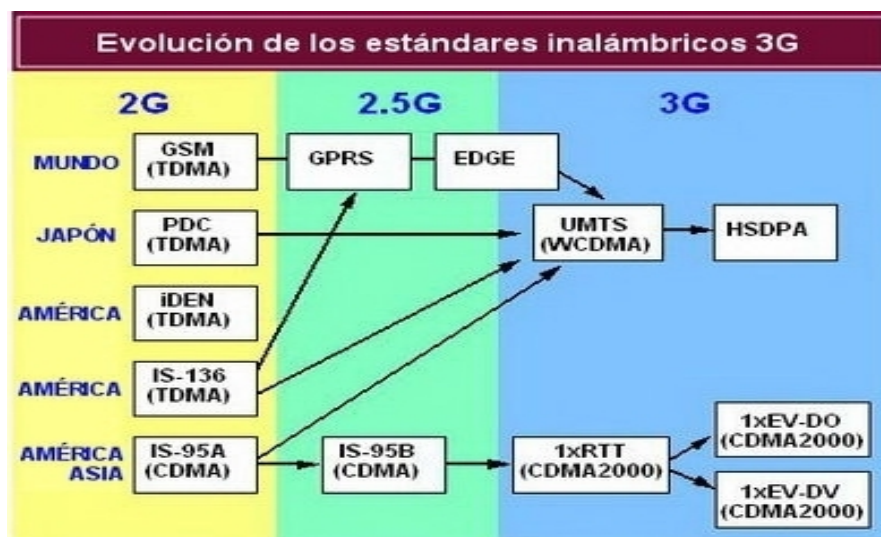 Evolución de los estándares inalámbricos 3G
2G
2.5G
3G
MUNDO
GSM
(TDMA)
GPRS
EDGE
JAPÓN
PDC
(TDMA)
UMTS
(WCDMA)
HSDPA
AMÉRICA
iDEN
(TDMA)
AMÉRICA
IS-136
(TDMA)
AMÉRICA
ASIA
IS-95A
(CDMA)
IS-95B
(CDMA)
1xRTT
(CDMA2000)
1xEV-DO
(CDMA2000)
1xEV-DV
(CDMA2000)